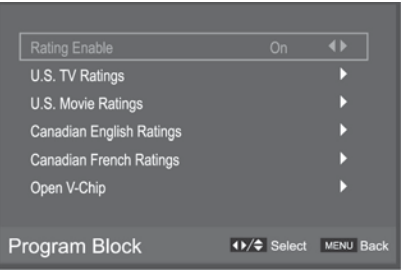 Rating Enable On
U.S. TV Ratings
U.S. Movie Ratings
Canadian English Ratings
Canadian French Ratings
Open V-Chip
Program Block Select MENU Back